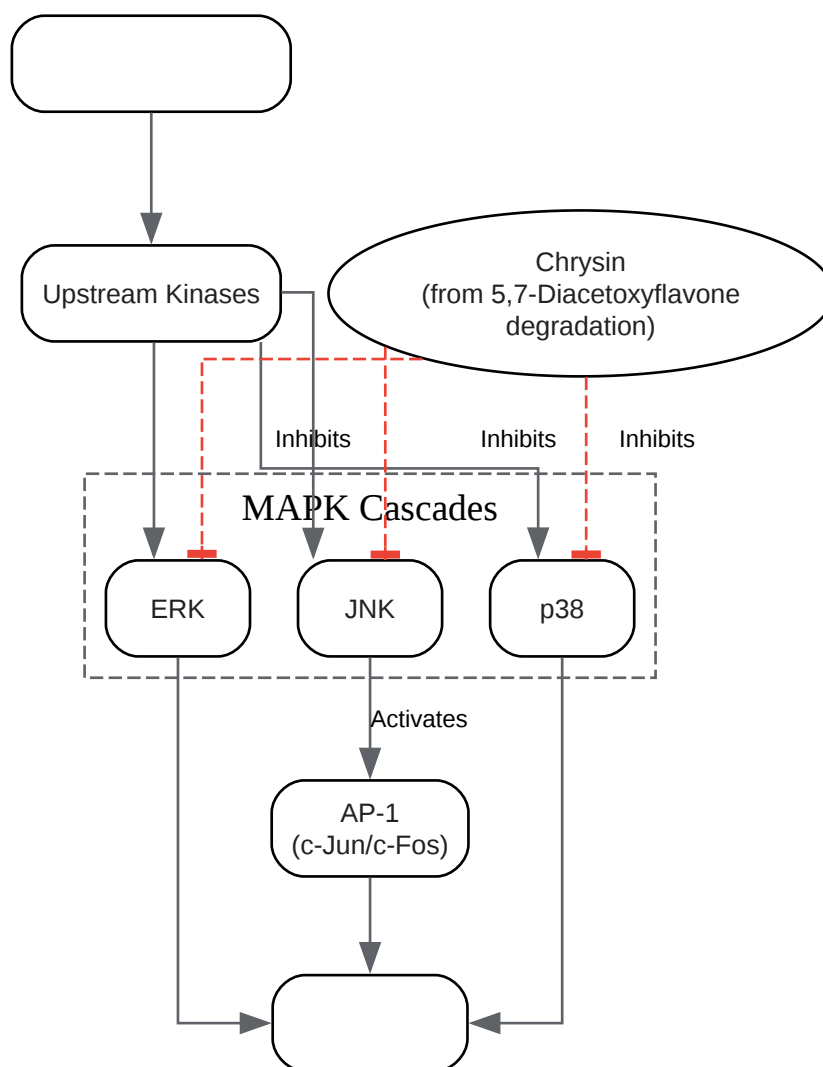 Upstream Kinases
Chrysin
(from 5,7-Diacetoxyflavone
degradation)
Inhibits
Inhibits
Inhibits
MAPK Cascades
ERK
JNK
p38
Activates
AP-1
(c-Jun/c-Fos)